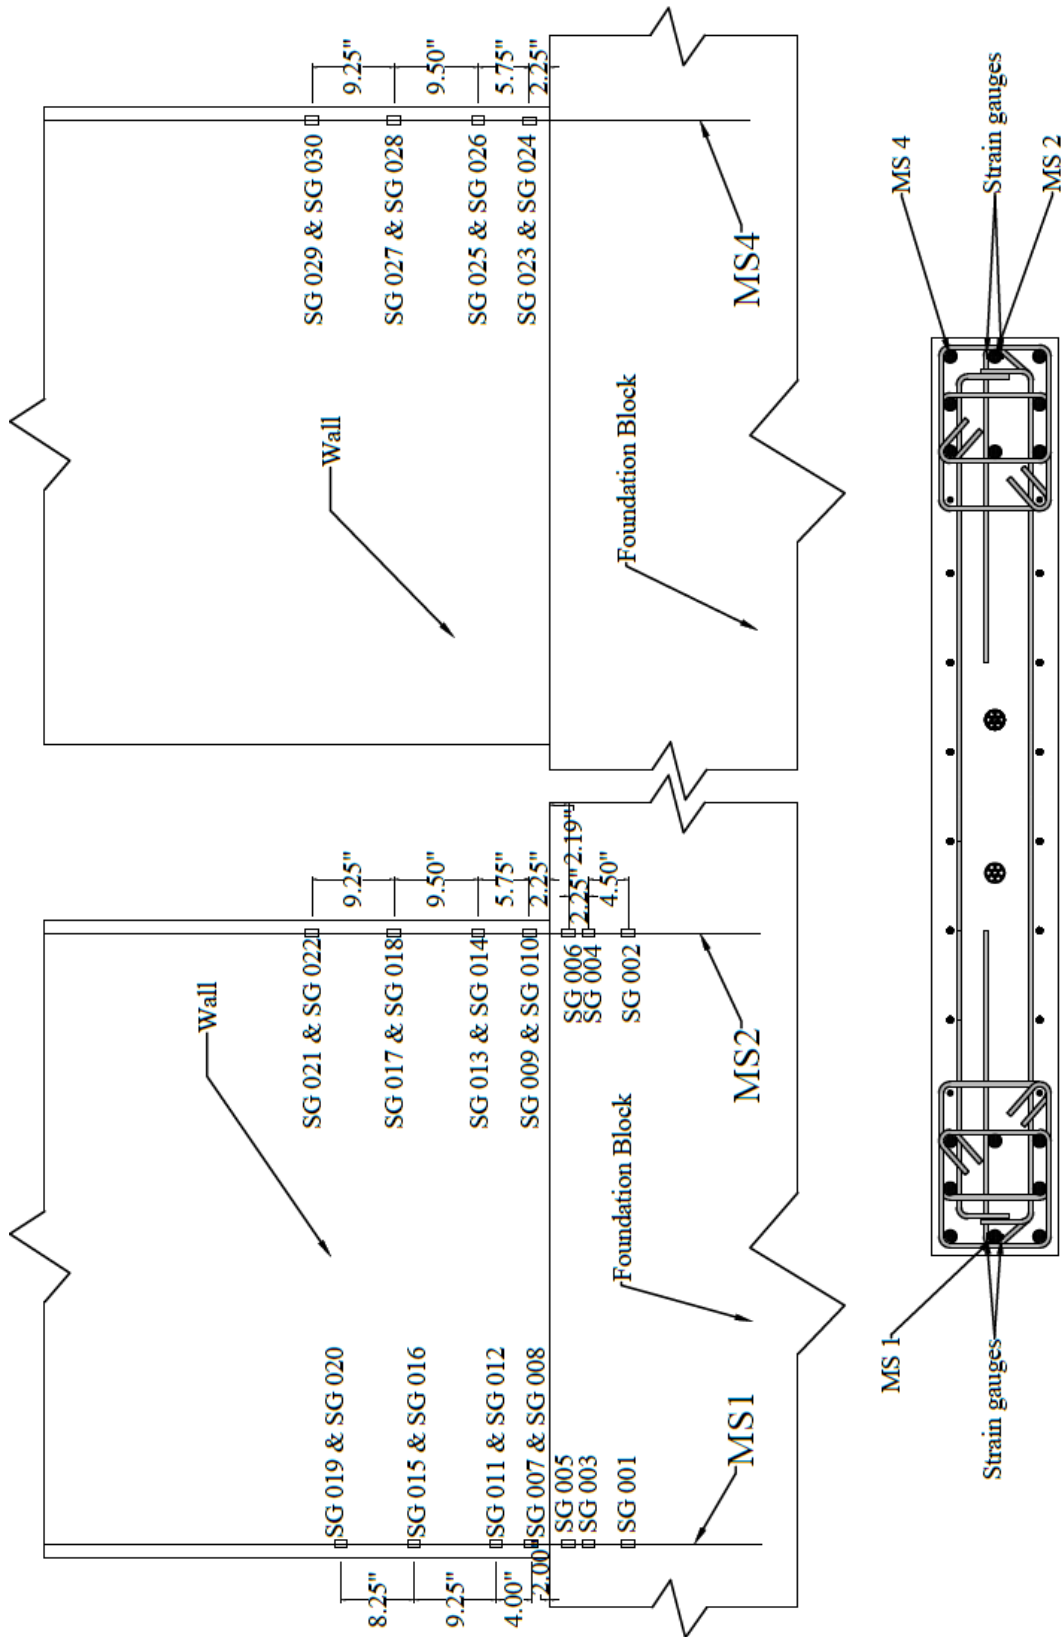 9.25"
9.50"
5.75"
2.25"
SG 029 & SG 030
SG 027 & SG 028
SG 025 & SG 026
SG 023 & SG 024
MS4
Wall
Foundation Block
9.25"
9.50"
5.75"
2.25"
2.19"
2.25"
4.50"
SG 021 & SG 022
SG 017 & SG 018
SG 013 & SG 014
SG 009 & SG 010
SG 006
SG 004
SG 002
MS2
Wall
Foundation Block
SG 019 & SG 020
SG 015 & SG 016
SG 011 & SG 012
SG 007 & SG 008
SG 005
SG 003
SG 001
MS1
8.25"
9.25"
4.00"
2.00"
MS 4
Strain gauges
MS 2
MS 1
Strain gauges